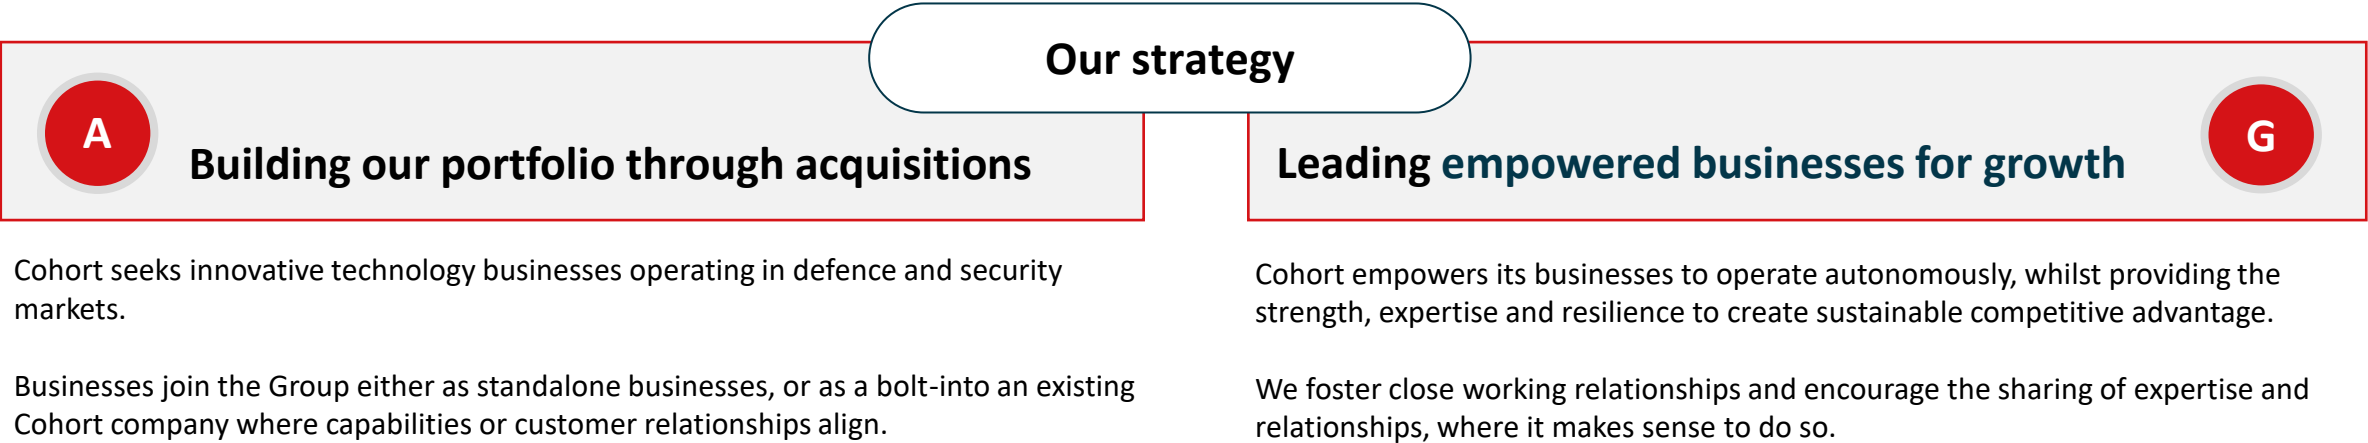 Our strategy
A
Building our portfolio through acquisitions
Cohort seeks innovative technology businesses operating in defence and security
markets.
Businesses join the Group either as standalone businesses, or as a bolt-into an existing
Cohort company where capabilities or customer relationships align.
Leading empowered businesses for growth
G
Cohort empowers its businesses to operate autonomously, whilst providing the
strength, expertise and resilience to create sustainable competitive advantage.
We foster close working relationships and encourage the sharing of expertise and
relationships, where it makes sense to do so.